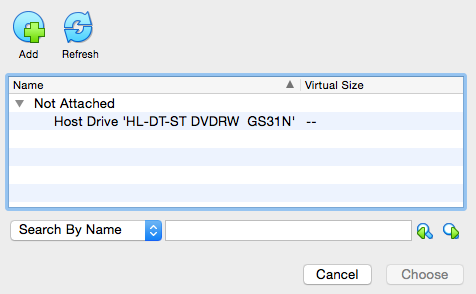 Add Refresh
Name Virtual Size
Not Attached
Host Drive 'HL-DT-ST DVDRW  GS31N' --
Search By Name
Cancel Choose